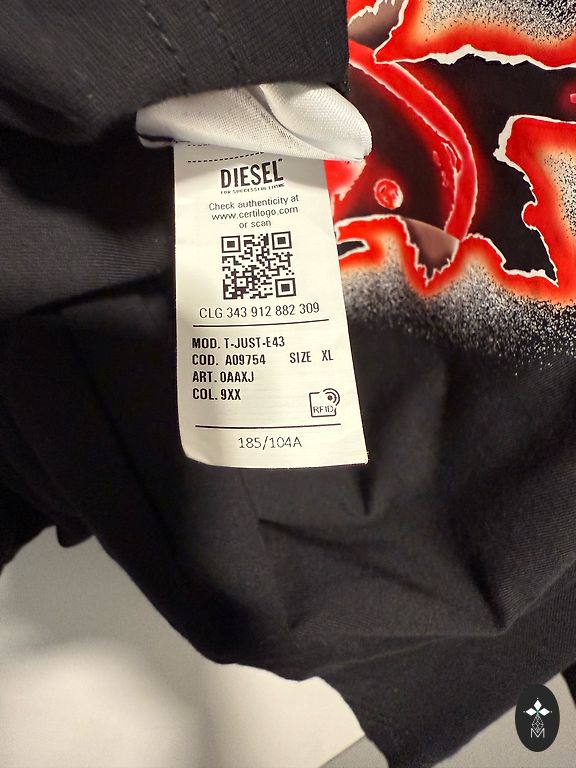 DIESEL
FOR SUCCESSFUL LIVING
Check authenticity at
www.certilogo.com
or scan
CLG 343 912 882 309
MOD. T-JUST-E43
COD. A09754 SIZE XL
ART. 0AAXJ
COL. 9XX
RFID
185/104A
M